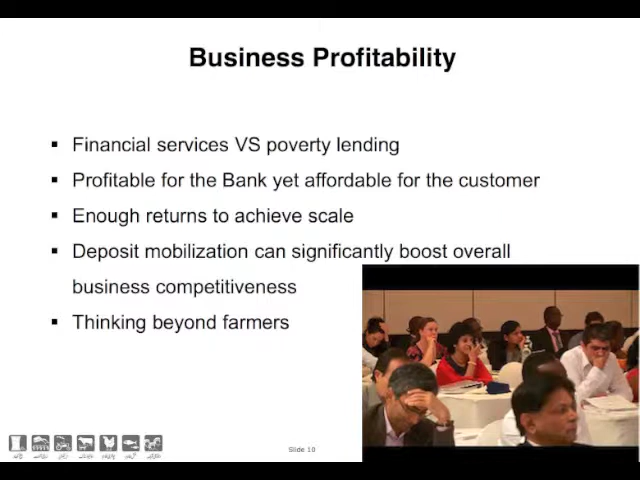 Business Profitability
Financial services VS poverty lending
Profitable for the Bank yet affordable for the customer
Enough returns to achieve scale
Deposit mobilization can significantly boost overall
business competitiveness
Thinking beyond farmers
Slide 10